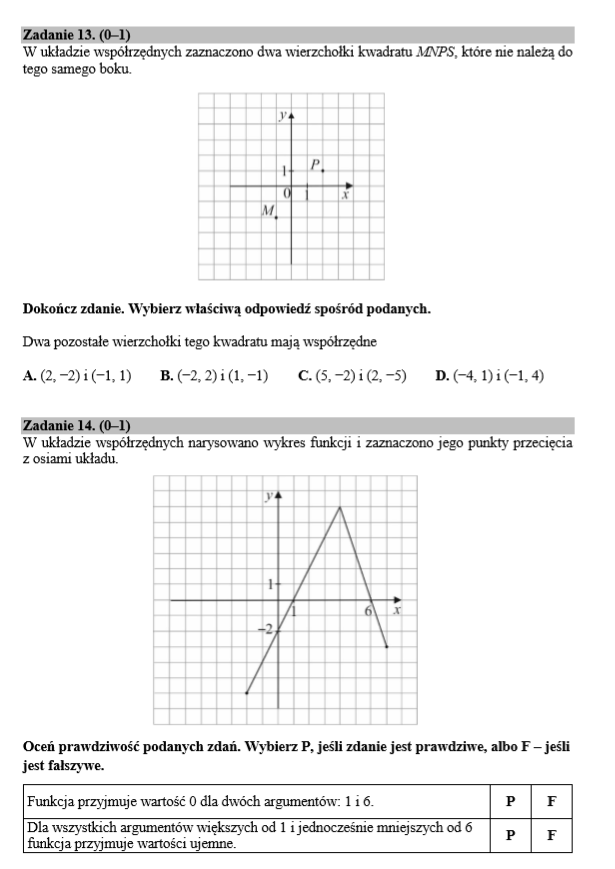 Zadanie 13. (0–1)
W układzie współrzędnych zaznaczono dwa wierzchołki kwadratu MNPS, które nie należą do
tego samego boku.
y
1
P
0
1
x
M
Dokończ zdanie. Wybierz właściwą odpowiedź spośród podanych.
Dwa pozostałe wierzchołki tego kwadratu mają współrzędne
A. (2, −2) i (−1, 1) B. (−2, 2) i (1, −1) C. (5, −2) i (2, −5) D. (−4, 1) i (−1, 4)
Zadanie 14. (0–1)
W układzie współrzędnych narysowano wykres funkcji i zaznaczono jego punkty przecięcia
z osiami układu.
y
1
1
6
x
−2
Oceń prawdziwość podanych zdań. Wybierz P, jeśli zdanie jest prawdziwe, albo F – jeśli
jest fałszywe.
Funkcja przyjmuje wartość 0 dla dwóch argumentów: 1 i 6. P F
Dla wszystkich argumentów większych od 1 i jednocześnie mniejszych od 6
funkcja przyjmuje wartości ujemne. P F